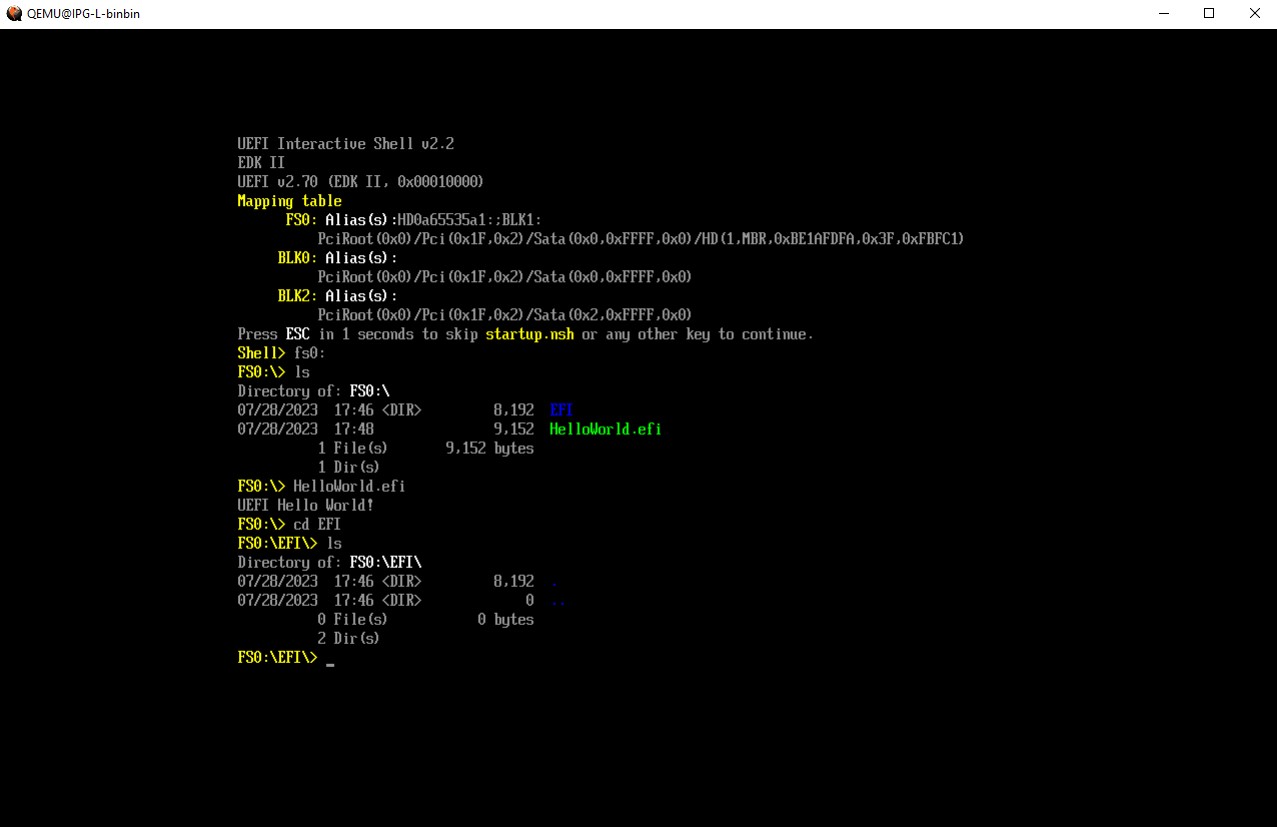 QEMU@IPG-L-binbin
UEFI Interactive Shell v2.2
EDK II
UEFI v2.70 (EDK II, 0x00010000)
Mapping table
FS0: Alias(s):HD0a65535a1:;BLK1:
PciRoot(0x0)/Pci(0x1F,0x2)/Sata(0x0,0xFFFF,0x0)/HD(1,MBR,0xBE1AFDFA,0x3F,0xFBFC1)
BLK0: Alias(s):
PciRoot(0x0)/Pci(0x1F,0x2)/Sata(0x0,0xFFFF,0x0)
BLK2: Alias(s):
PciRoot(0x0)/Pci(0x1F,0x2)/Sata(0x2,0xFFFF,0x0)
Press ESC in 1 seconds to skip startup.nsh or any other key to continue.
Shell> fs0:
FS0:\> ls
Directory of: FS0:\
07/28/2023  17:46 <DIR>         8,192  EFI
07/28/2023  17:48               9,152  HelloWorld.efi
1 File(s)       9,152 bytes
1 Dir(s)
FS0:\> HelloWorld.efi
UEFI Hello World!
FS0:\> cd EFI
FS0:\EFI\> ls
Directory of: FS0:\EFI\
07/28/2023  17:46 <DIR>         8,192  .
07/28/2023  17:46 <DIR>             0  ..
0 File(s)           0 bytes
2 Dir(s)
FS0:\EFI\> _